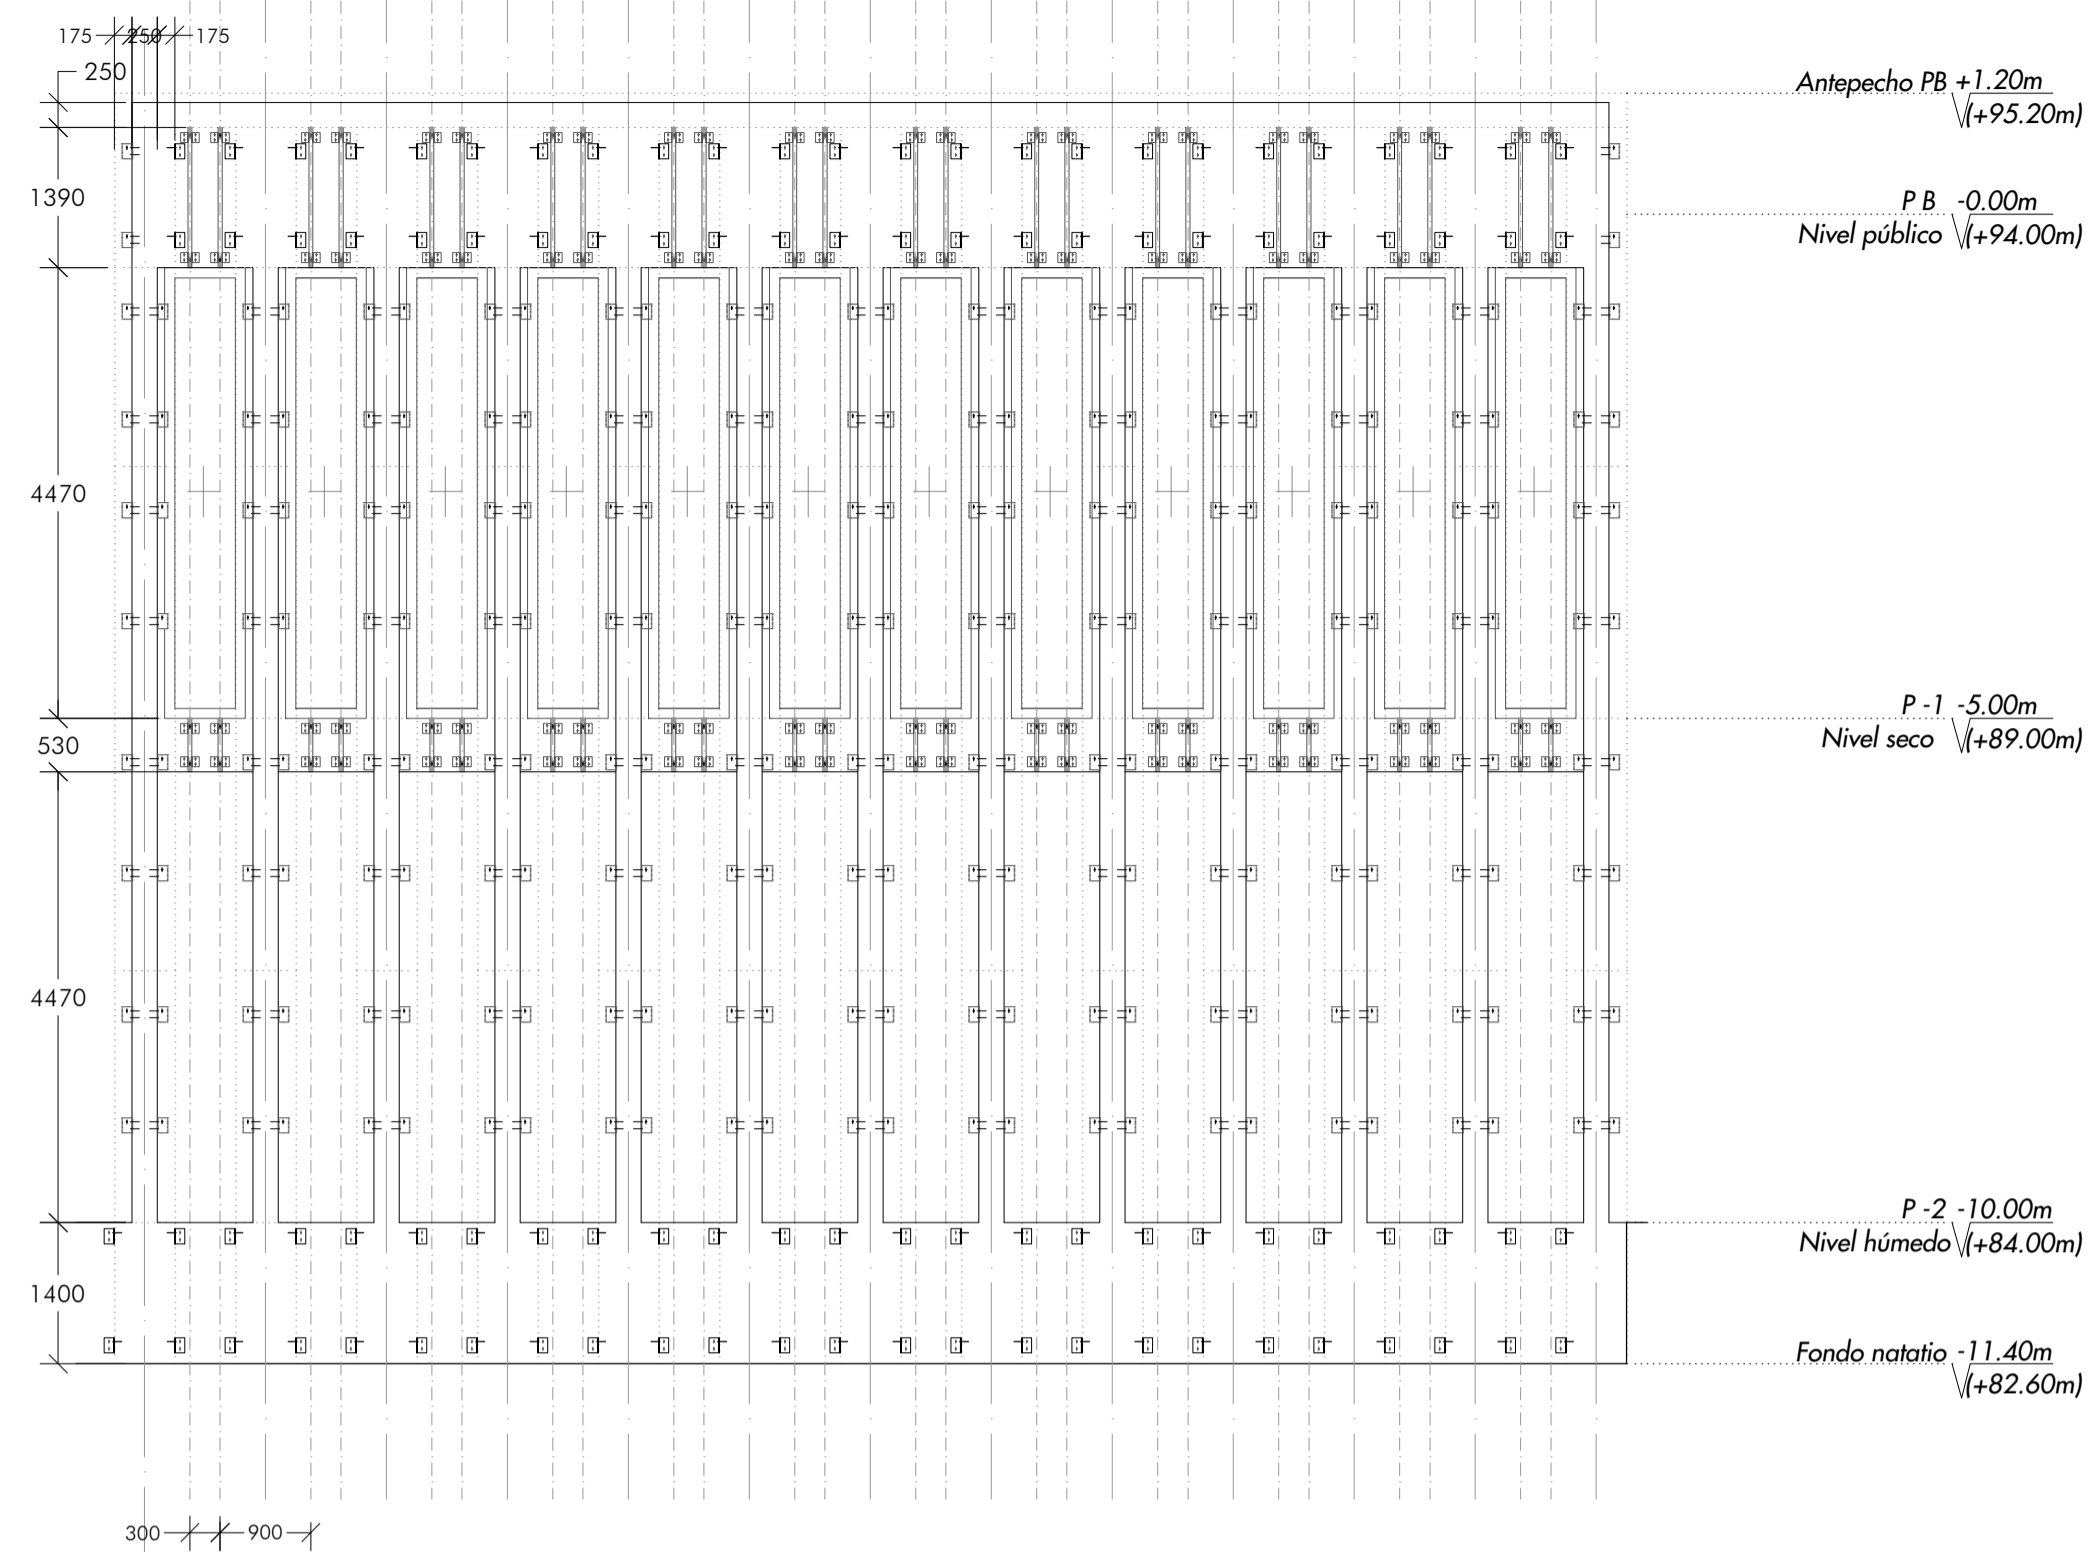 175 250 175
250
Antepecho PB +1.20m
(+95.20m)
1390
P B -0.00m
Nivel público (+94.00m)
4470
P -1 -5.00m
530
Nivel seco (+89.00m)
4470
P -2 -10.00m
Nivel húmedo (+84.00m)
1400
Fondo natatio -11.40m
(+82.60m)
300 900